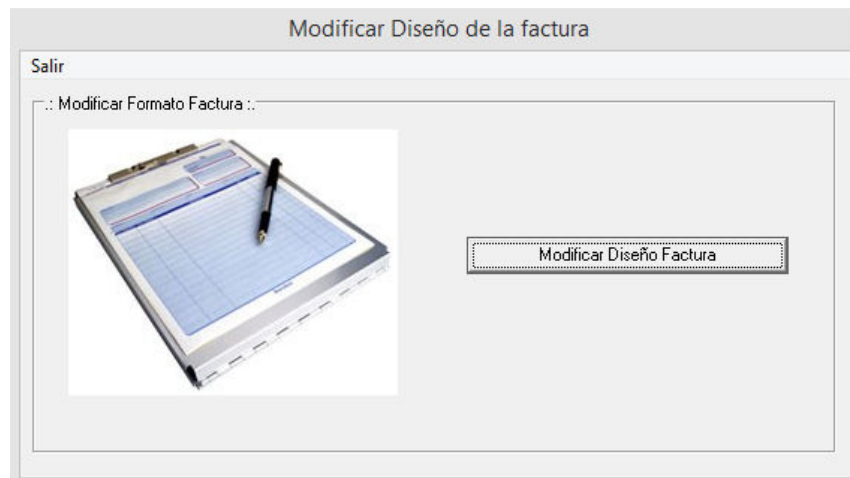 Modificar Diseño de la factura
Salir
.: Modificar Formato Factura :.
Modificar Diseño Factura